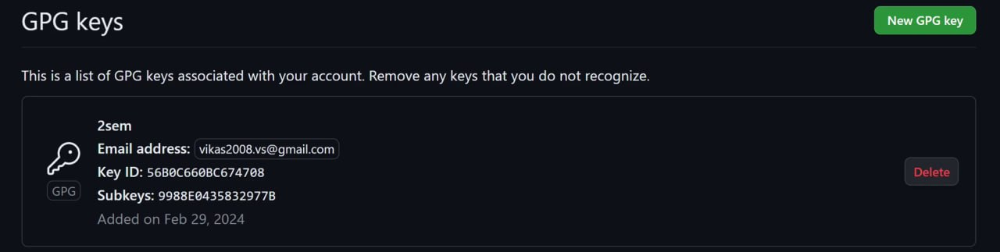 GPG keys
New GPG key
This is a list of GPG keys associated with your account. Remove any keys that you do not recognize.
2sem
Email address: vikas2008.vs@gmail.com
Key ID: 56B0C660BC674708
Subkeys: 9988E0435832977B
Added on Feb 29, 2024
GPG
Delete